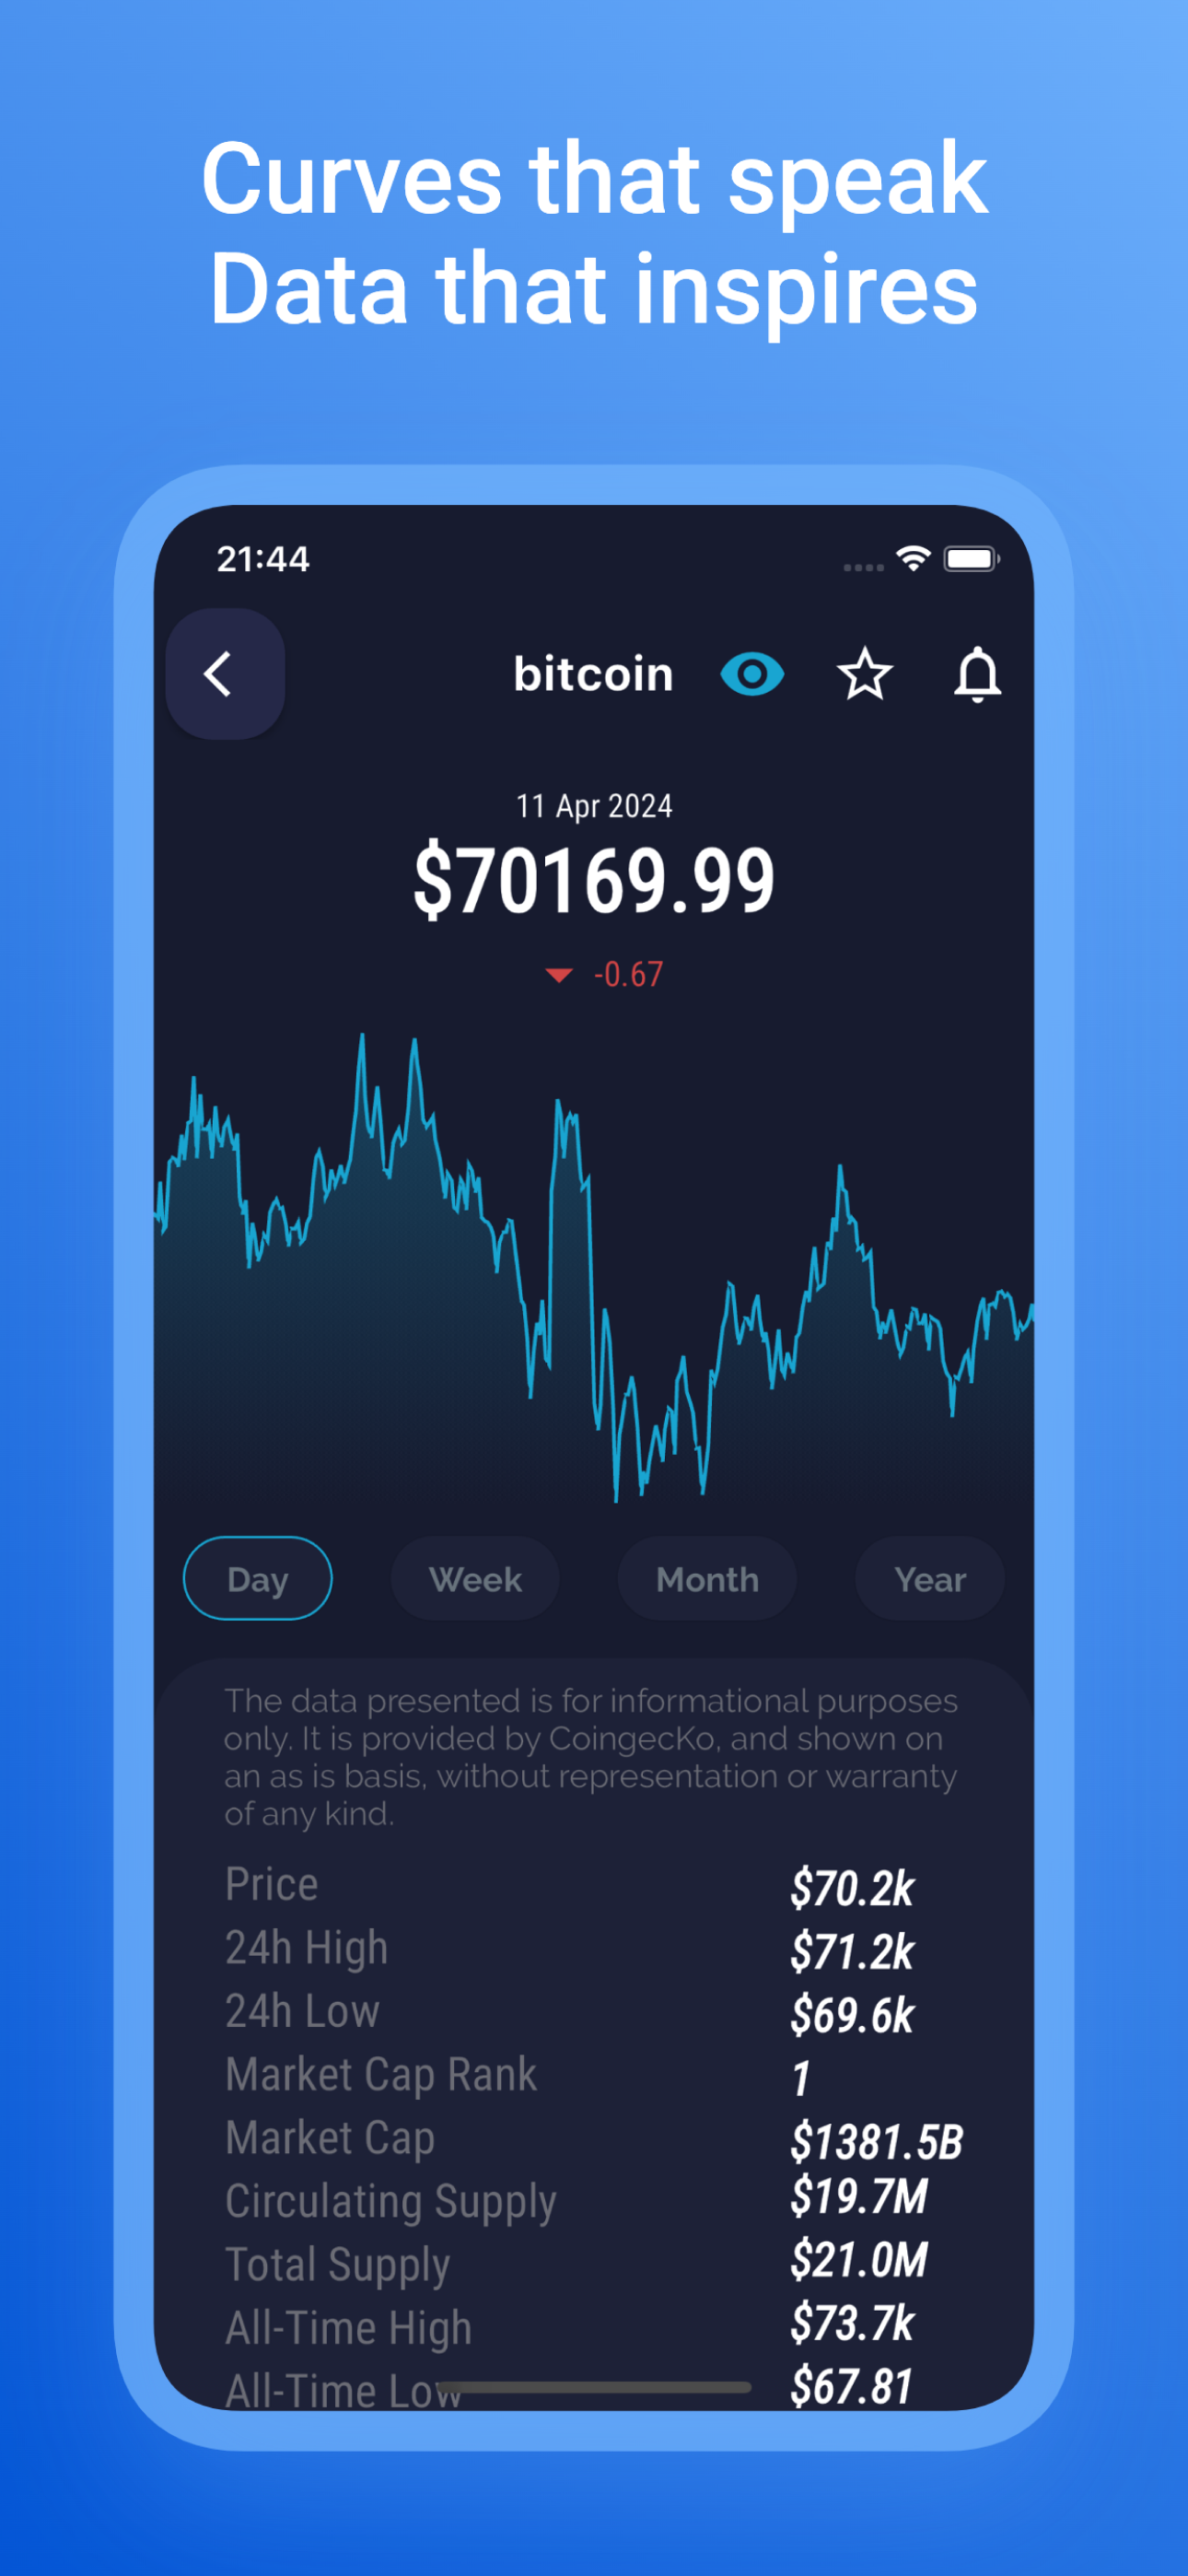 Curves that speak
Data that inspires
21:44
bitcoin
11 Apr 2024
$70169.99
-0.67
Day Week Month Year
The data presented is for informational purposes
only. It is provided by CoingecKo, and shown on
an as is basis, without representation or warranty
of any kind.
Price $70.2k
24h High $71.2k
24h Low $69.6k
Market Cap Rank 1
Market Cap $1381.5B
Circulating Supply $19.7M
Total Supply $21.0M
All-Time High $73.7k
All-Time Low $67.81